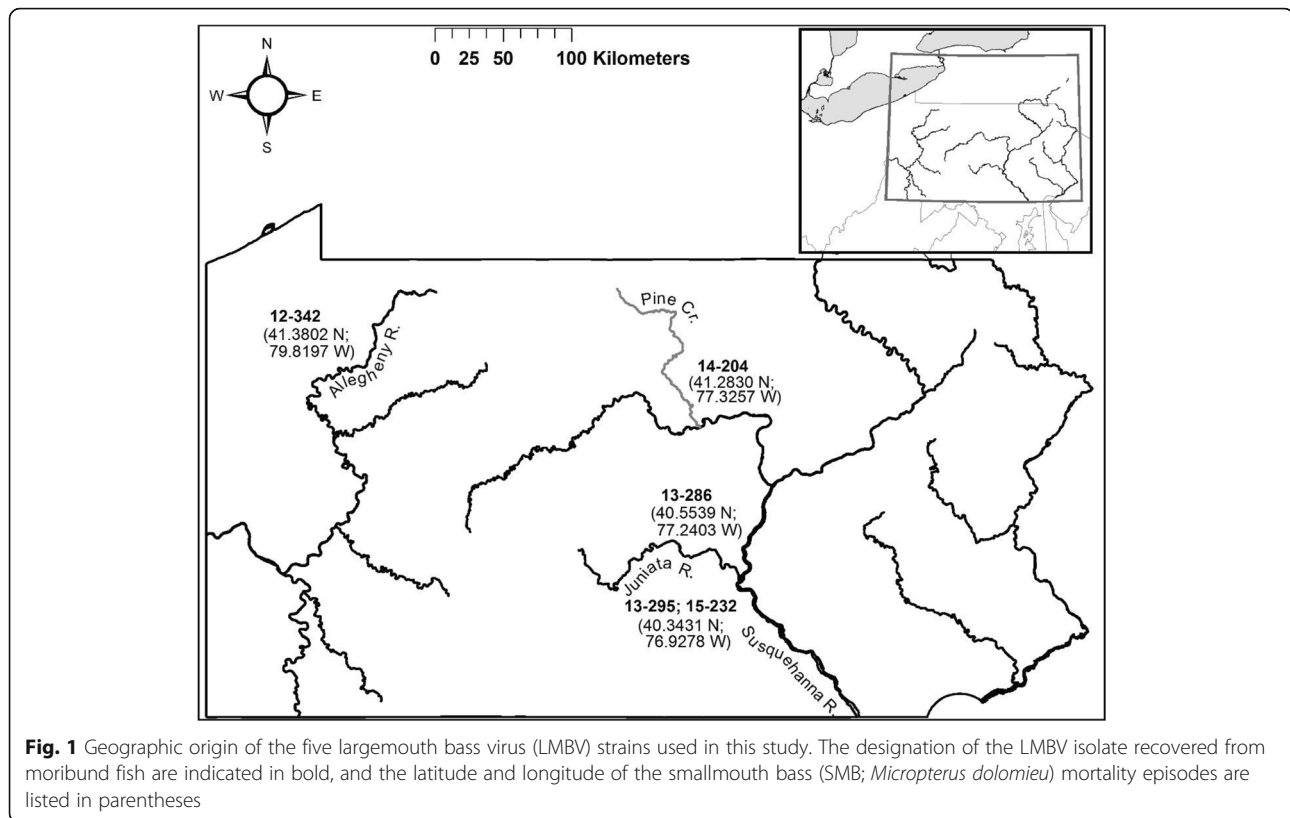 0 25 50 100 Kilometers
N
W E
S
Pine Cr.
12-342
(41.3802 N;
79.8197 W)
Allegheny R.
14-204
(41.2830 N;
77.3257 W)
13-286
(40.5539 N;
77.2403 W)
Juniata R.
13-295; 15-232
(40.3431 N;
76.9278 W)
Susquehanna R.
Fig. 1 Geographic origin of the five largemouth bass virus (LMBV) strains used in this study. The designation of the LMBV isolate recovered from
moribund fish are indicated in bold, and the latitude and longitude of the smallmouth bass (SMB; Micropterus dolomieu) mortality episodes are
listed in parentheses